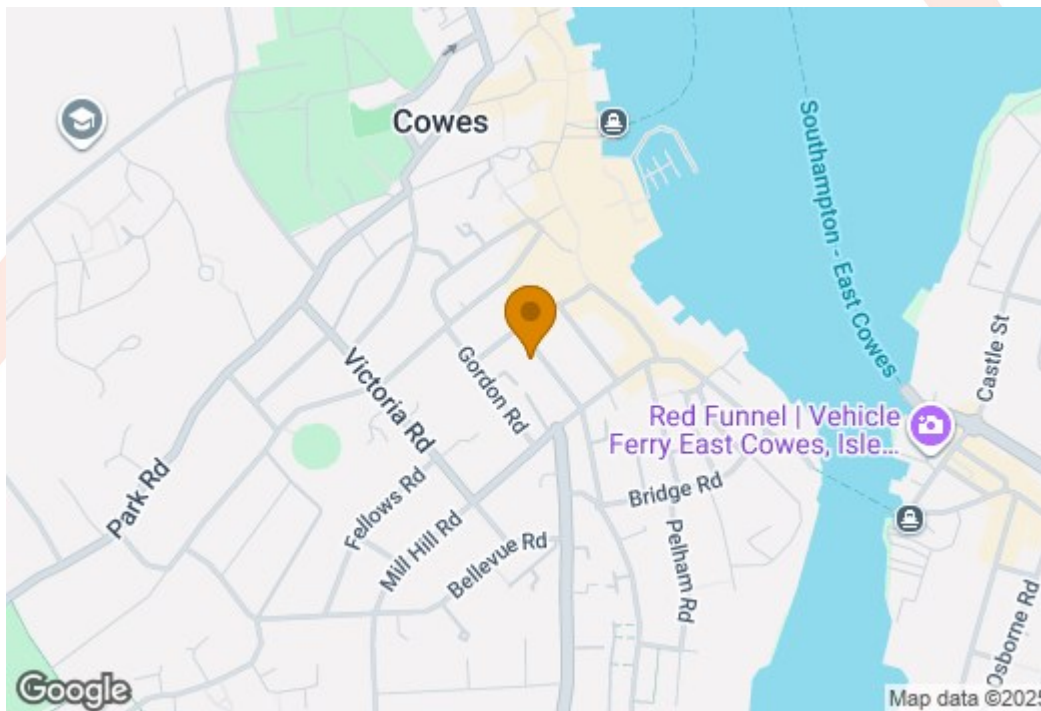 Cowes
Southampton - East Cowes
Castle St
Gordon Rd
Victoria Rd
Red Funnel | Vehicle
Ferry East Cowes, Isle...
Park Rd
Fellows Rd
Mill Hill Rd
Bridge Rd
Bellevue Rd
Pelham Rd
Osborne Rd
Google
Map data ©2025